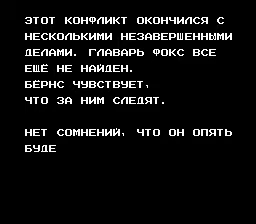 ЭТОТ КОНФЛИКТ ОКОНЧИЛСЯ С
НЕСКОЛЬКИМИ НЕЗАВЕРШЕННЫМИ
ДЕЛАМИ. ГЛАВАРЬ ФОКС ВСЕ
ЕЩЁ НЕ НАЙДЕН.
БЁРНС ЧУВСТВУЕТ,
ЧТО ЗА НИМ СЛЕДЯТ.
НЕТ СОМНЕНИЙ, ЧТО ОН ОПЯТЬ
БУДЕ